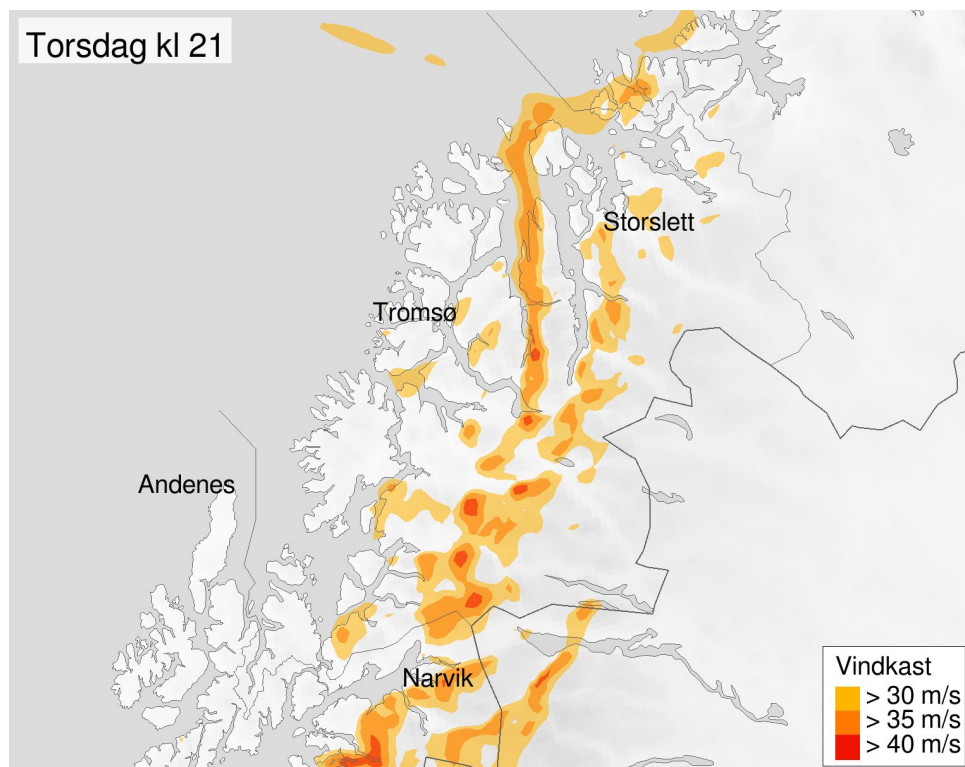 Torsdag kl 21
Storslett
Tromsø
Andenes
Narvik
Vindkast
> 30 m/s
> 35 m/s
> 40 m/s